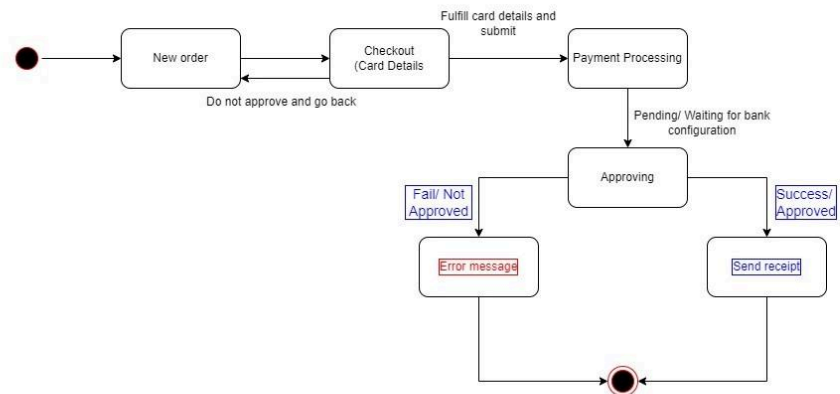 Fulfill card details and
submit
New order
Checkout
(Card Details
Payment Processing
Do not approve and go back
Pending/ Waiting for bank
configuration
Approving
Fail/ Not
Approved
Success/
Approved
Error message
Send receipt